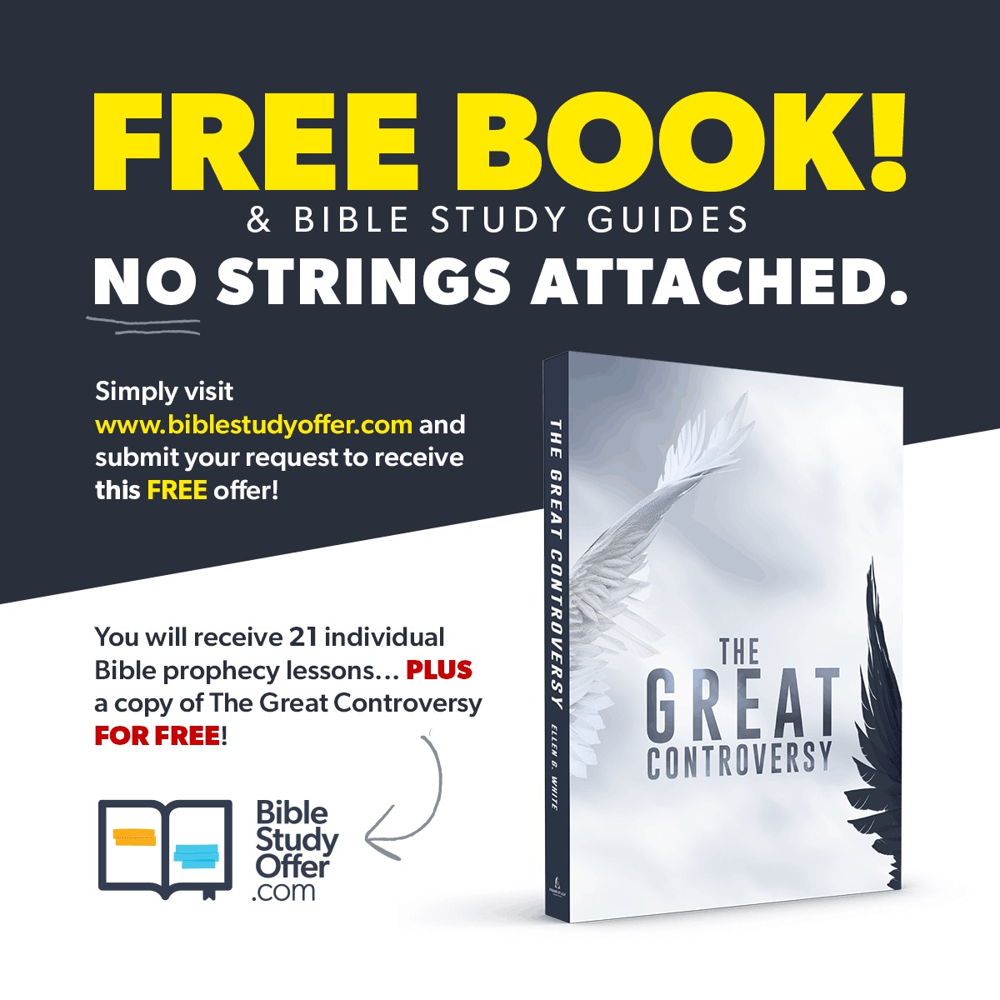 FREE BOOK!
& BIBLE STUDY GUIDES
NO STRINGS ATTACHED.
Simply visit
www.biblestudyoffer.com and
submit your request to receive
this FREE offer!
You will receive 21 individual
Bible prophecy lessons... PLUS
a copy of The Great Controversy
FOR FREE!
Bible
Study
Offer
.com
THE GREAT CONTROVERSY ELLEN G. WHITE
THE
GREAT
CONTROVERSY